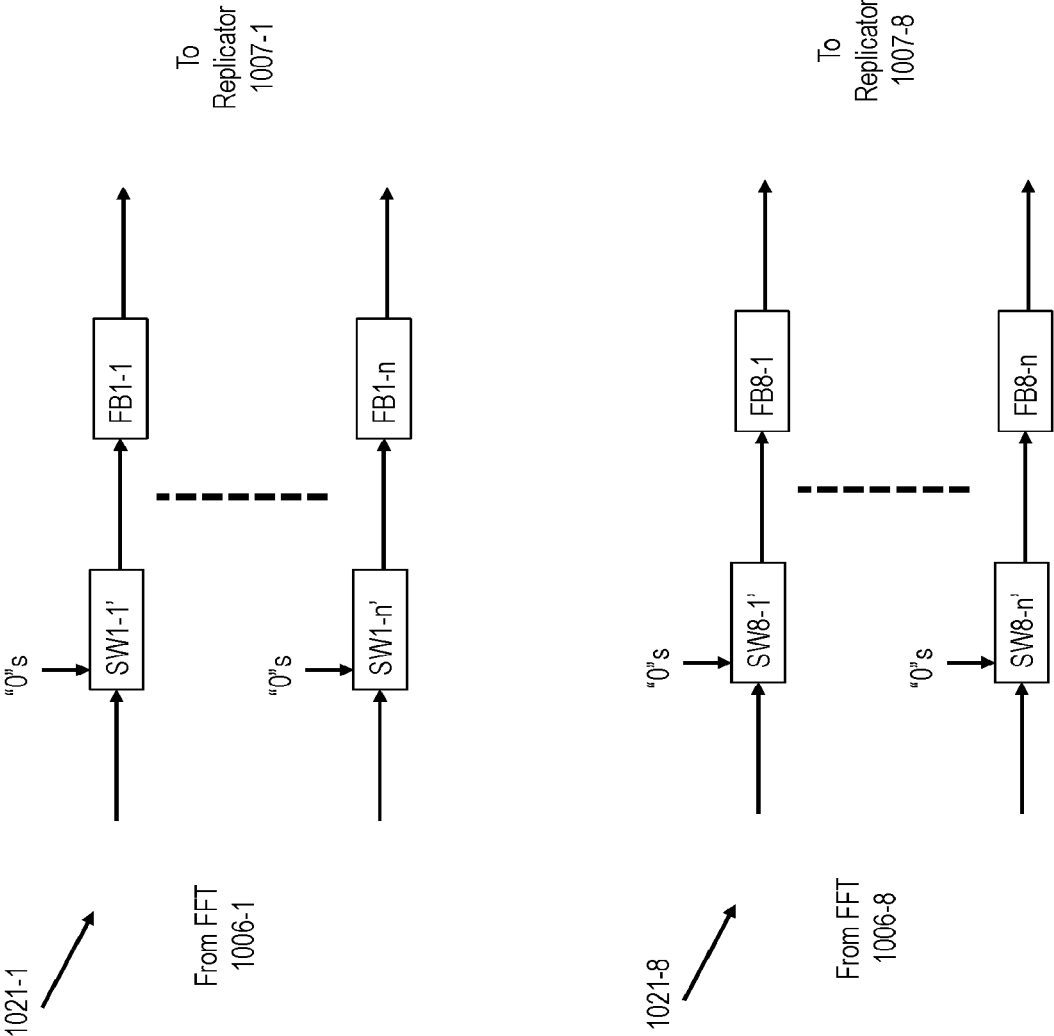 1021-1
From FFT
1006-1
“0”s
SW1-1’
FB1-1
“0”s
SW1-n’
FB1-n
To
Replicator
1007-1
1021-8
From FFT
1006-8
“0”s
SW8-1’
FB8-1
“0”s
SW8-n’
FB8-n
To
Replicator
1007-8